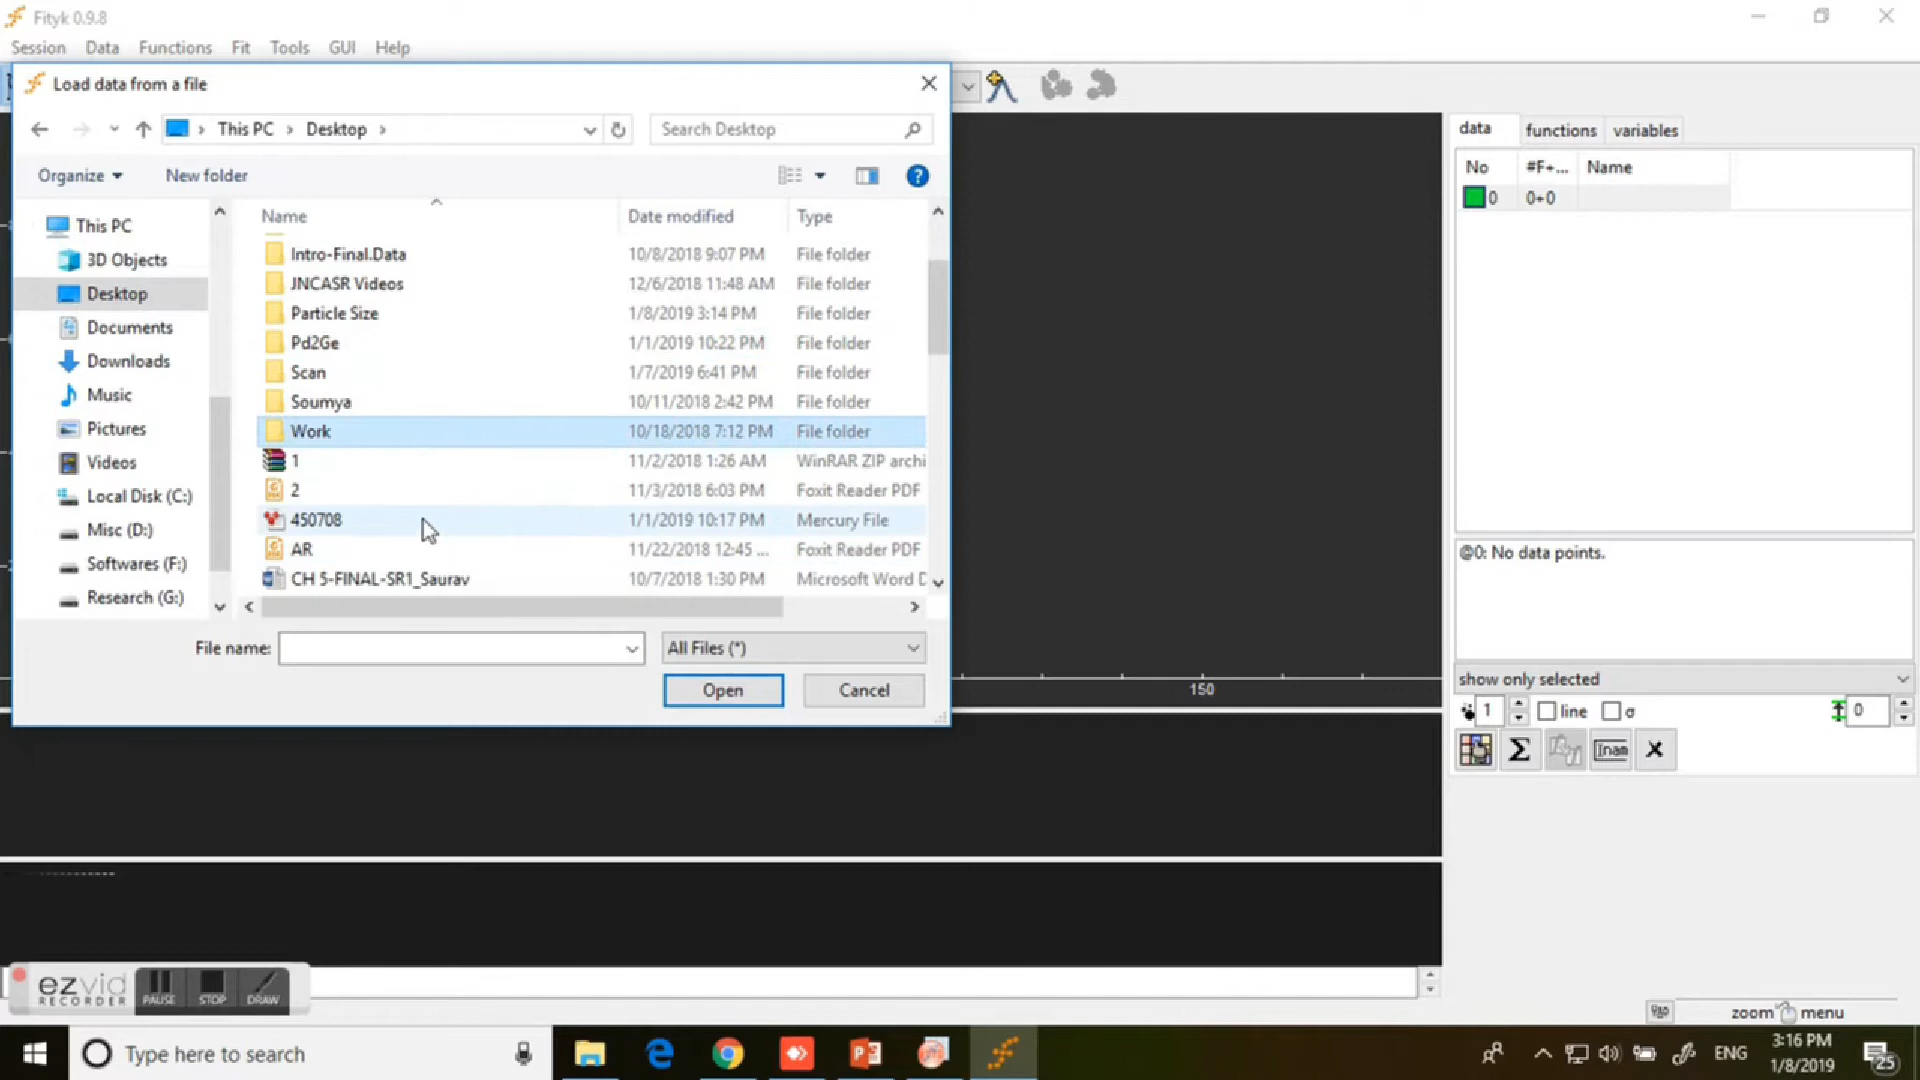 Fityk 0.9.8
Session Data Functions Fit Tools GUI Help
Load data from a file
This PC Desktop
Search Desktop
Organize New folder
Name Date modified Type
This PC
3D Objects
Desktop
Documents
Downloads
Music
Pictures
Videos
Local Disk (C:)
Misc (D:)
Softwares (F:)
Research (G:)
Intro-Final.Data 10/8/2018 9:07 PM File folder
JNCASR Videos 12/6/2018 11:48 AM File folder
Particle Size 1/8/2019 3:14 PM File folder
Pd2Ge 1/1/2019 10:22 PM File folder
Scan 1/7/2019 6:41 PM File folder
Soumya 10/11/2018 2:42 PM File folder
Work 10/18/2018 7:12 PM File folder
1 11/2/2018 1:26 AM WinRAR ZIP archi
2 11/3/2018 6:03 PM Foxit Reader PDF
450708 1/1/2019 10:17 PM Mercury File
AR 11/22/2018 12:45 ... Foxit Reader PDF
CH 5-FINAL-SR1_Saurav 10/7/2018 1:30 PM Microsoft Word D
File name: All Files (*)
Open Cancel
150
data functions variables
No #F+... Name
0 0+0
@0: No data points.
show only selected
1 line σ 0
Σ
ezvid
RECORDER
PAUSE STOP DRAW
zoom menu
Type here to search
ENG
3:16 PM
1/8/2019
25